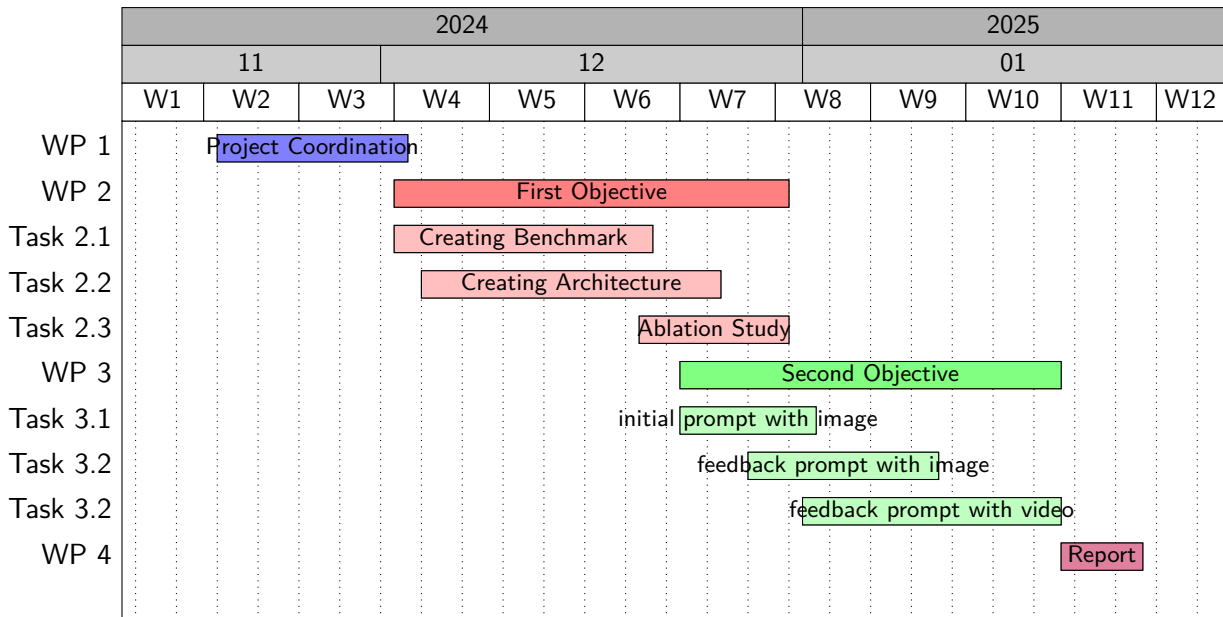 2024 2025
11 12 01
W1 W2 W3 W4 W5 W6 W7 W8 W9 W10 W11 W12
WP 1 Project Coordination
WP 2 First Objective
Task 2.1 Creating Benchmark
Task 2.2 Creating Architecture
Task 2.3 Ablation Study
WP 3 Second Objective
Task 3.1 initial prompt with image
Task 3.2 feedback prompt with image
Task 3.2 feedback prompt with video
WP 4 Report